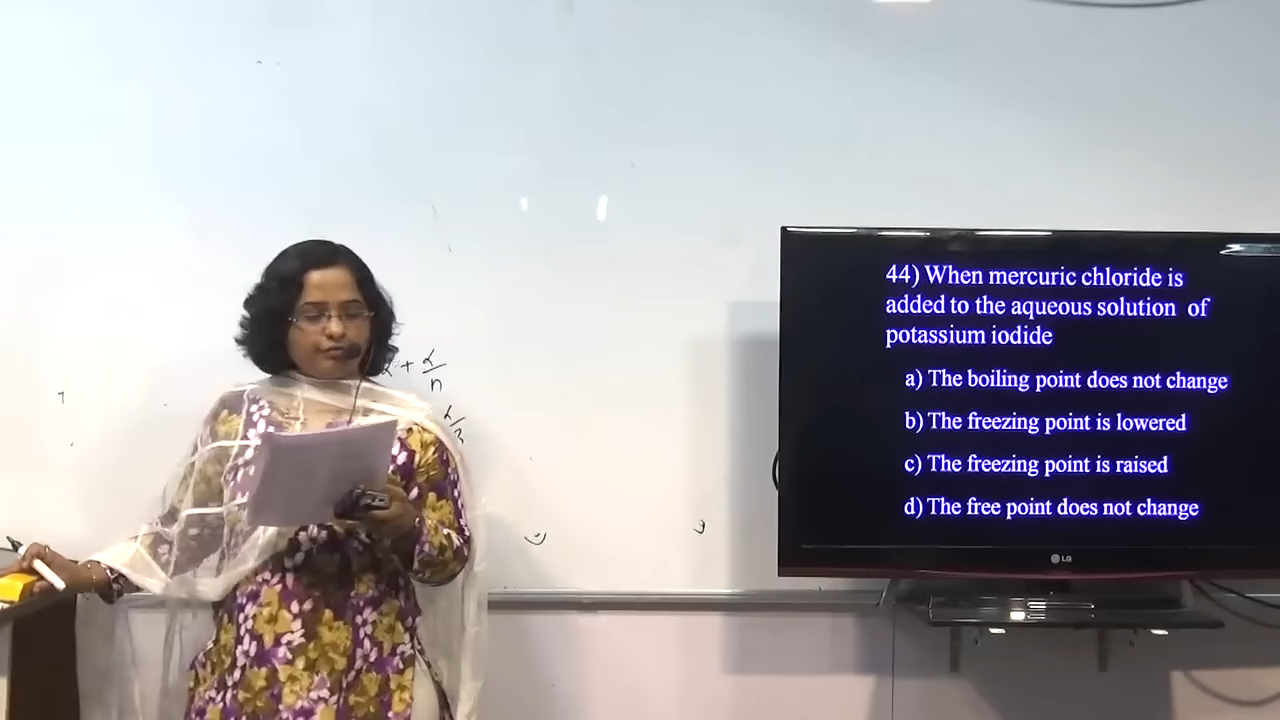 44) When mercuric chloride is
added to the aqueous solution of
potassium iodide
a) The boiling point does not change
b) The freezing point is lowered
c) The freezing point is raised
d) The free point does not change
LG